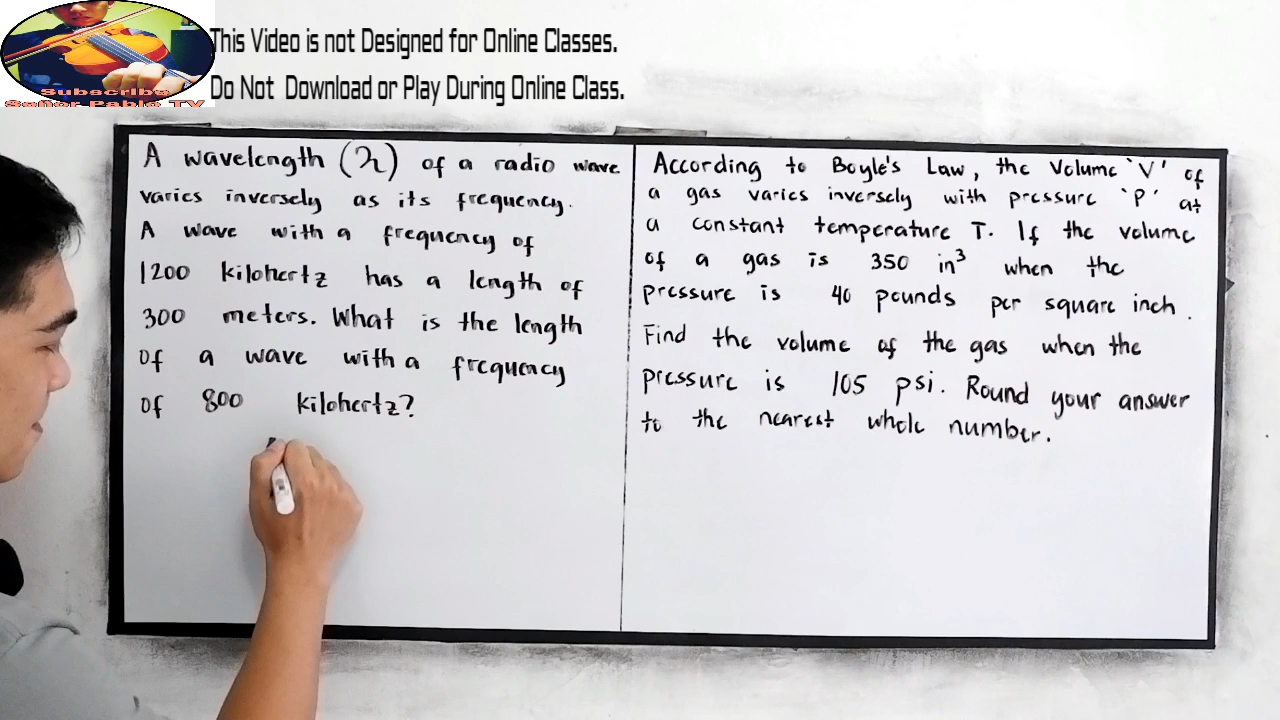 This Video is not Designed for Online Classes.
Do Not Download or Play During Online Class.
Subscribe
Señor Pablo TV
A wavelength (λ) of a radio wave
varies inversely as its frequency.
A wave with a frequency of
1200 kilohertz has a length of
300 meters. What is the length
of a wave with a frequency
of 800 kilohertz?
According to Boyle's Law, the Volume `V' of
a gas varies inversely with pressure `P' at
a constant temperature T. If the volume
of a gas is 350 in³ when the
pressure is 40 pounds per square inch.
Find the volume of the gas when the
pressure is 105 psi. Round your answer
to the nearest whole number.